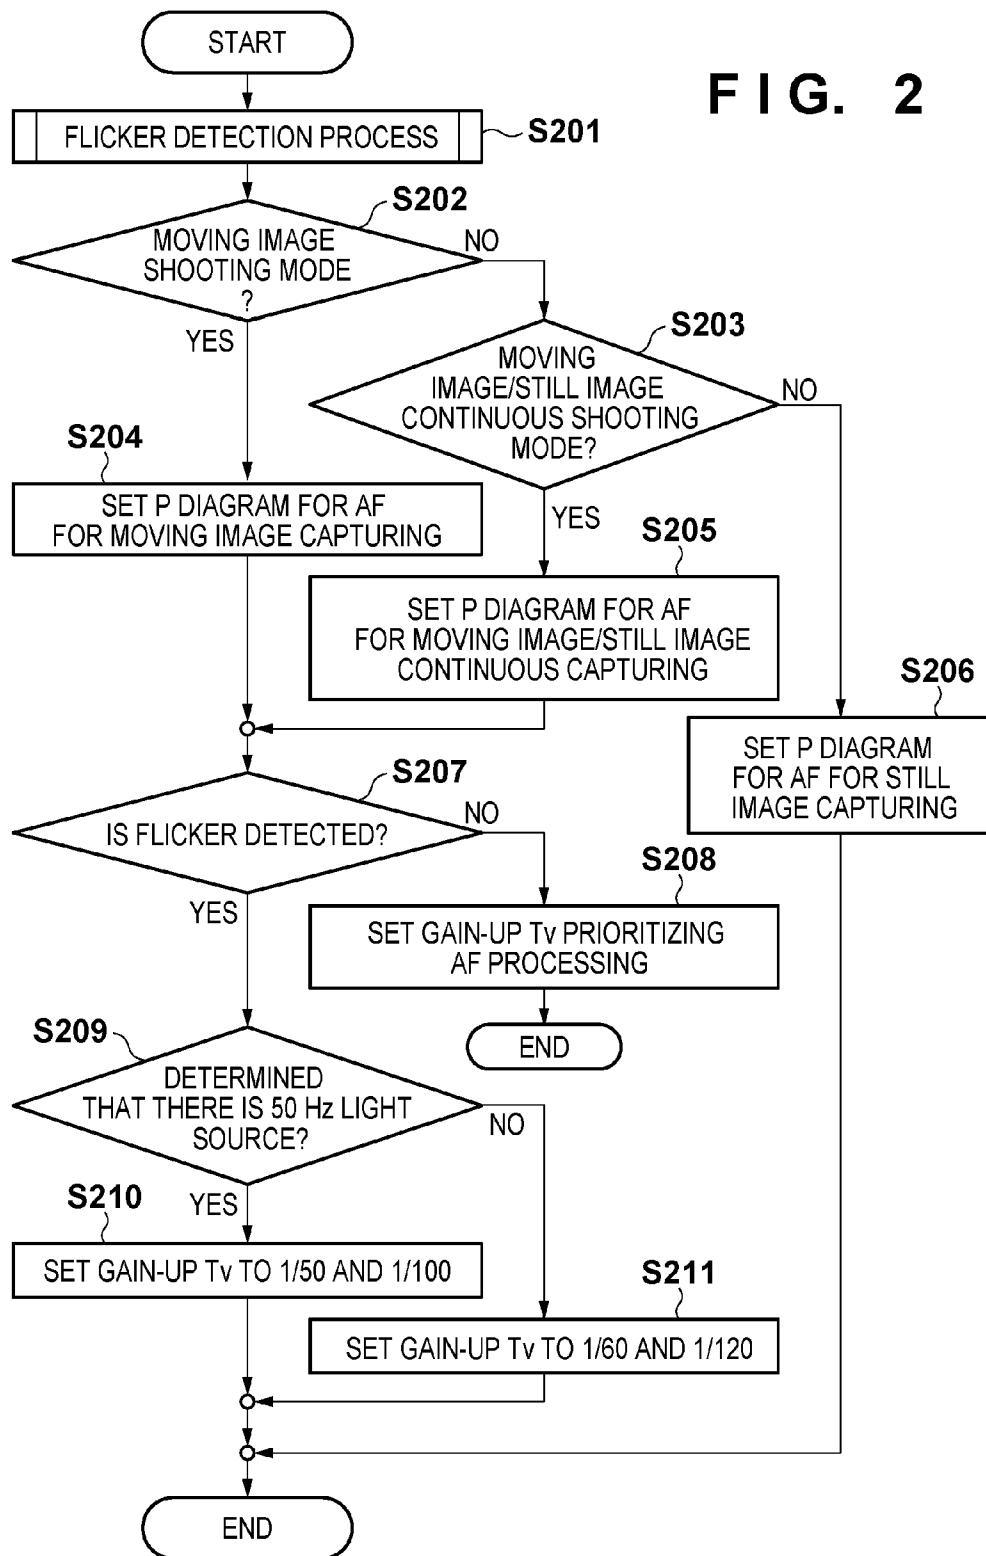 START
FIG. 2
FLICKER DETECTION PROCESS
S201
S202
MOVING IMAGE
SHOOTING MODE
?
NO
YES
S203
MOVING
IMAGE/STILL IMAGE
CONTINUOUS SHOOTING
MODE?
NO
YES
S204
SET P DIAGRAM FOR AF
FOR MOVING IMAGE CAPTURING
S205
SET P DIAGRAM FOR AF
FOR MOVING IMAGE/STILL IMAGE
CONTINUOUS CAPTURING
S206
SET P DIAGRAM
FOR AF FOR STILL
IMAGE CAPTURING
S207
IS FLICKER DETECTED?
NO
YES
S208
SET GAIN-UP Tv PRIORITIZING
AF PROCESSING
END
S209
DETERMINED
THAT THERE IS 50 Hz LIGHT
SOURCE?
NO
YES
S210
SET GAIN-UP Tv TO 1/50 AND 1/100
S211
SET GAIN-UP Tv TO 1/60 AND 1/120
END